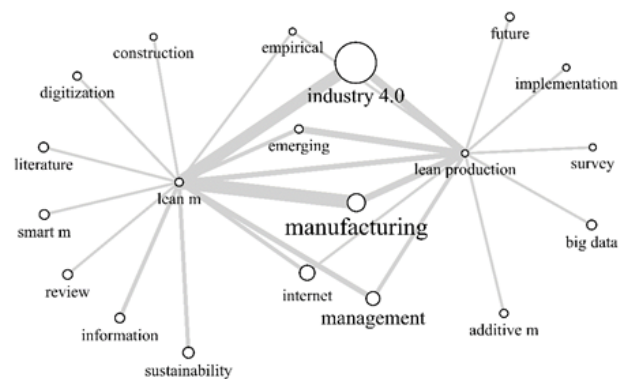 future
construction
empirical
implementation
digitization
industry 4.0
emerging
literature
survey
lean production
lean m
smart m
manufacturing
big data
review
internet
management
information
additive m
sustainability